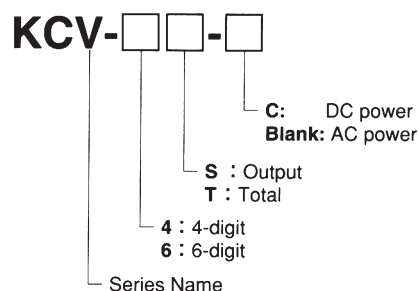 KCV-□□-□
C: DC power
Blank: AC power
S : Output
T : Total
4 : 4-digit
6 : 6-digit
Series Name